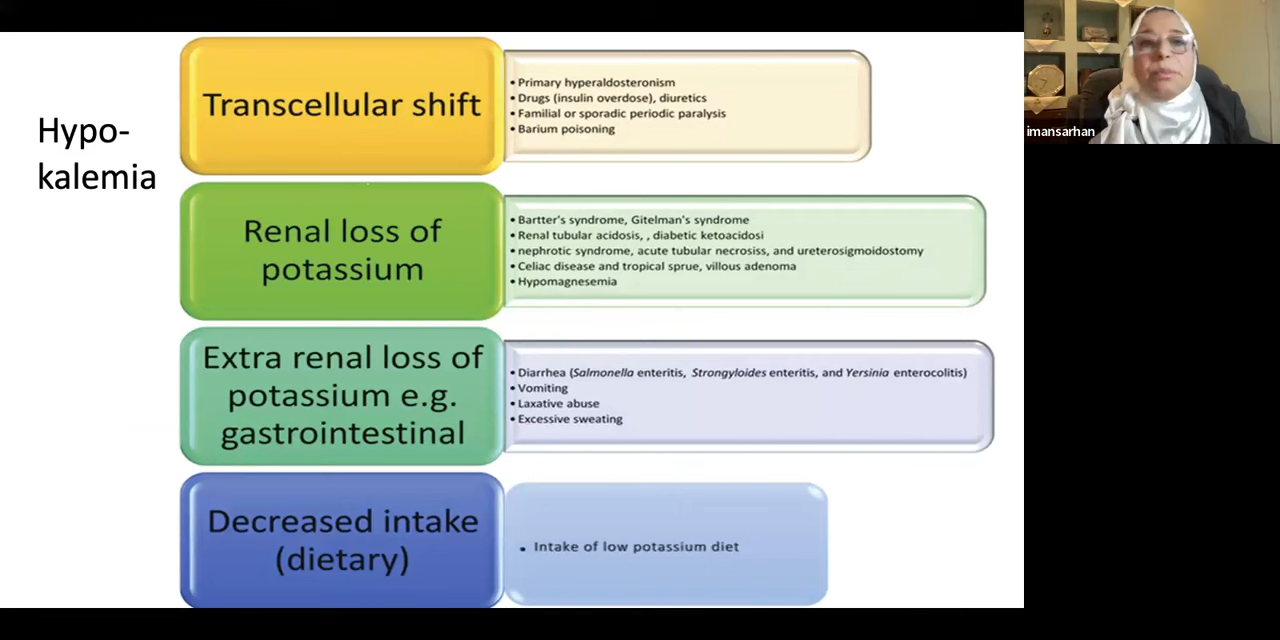 Hypo-
kalemia
Transcellular shift
• Primary hyperaldosteronism
• Drugs (insulin overdose), diuretics
• Familial or sporadic periodic paralysis
• Barium poisoning
Renal loss of
potassium
• Bartter's syndrome, Gitelman's syndrome
• Renal tubular acidosis, , diabetic ketoacidosi
• nephrotic syndrome, acute tubular necrosiss, and ureterosigmoidostomy
• Celiac disease and tropical sprue, villous adenoma
• Hypomagnesemia
Extra renal loss of
potassium e.g.
gastrointestinal
• Diarrhea (Salmonella enteritis, Strongyloides enteritis, and Yersinia enterocolitis)
• Vomiting
• Laxative abuse
• Excessive sweating
Decreased intake
(dietary)
• Intake of low potassium diet
imansarhan